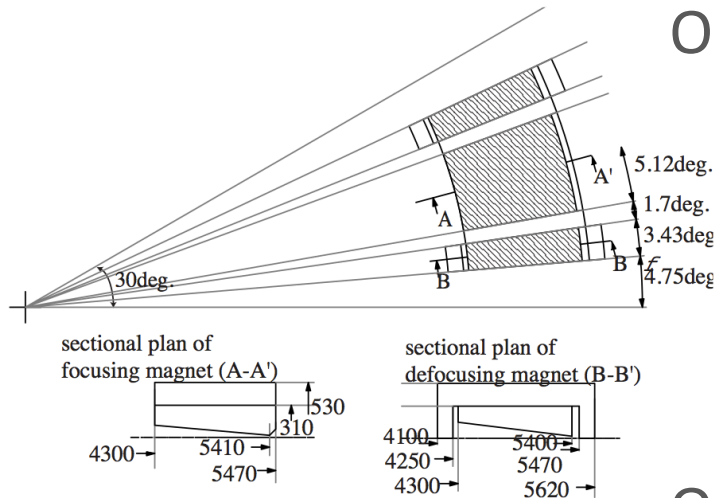 5.12deg.
A'
1.7deg.
A
3.43deg
B
B
f
4.75deg
30deg.
sectional plan of
focusing magnet (A-A')
530
310
5410
4300
5470
sectional plan of
defocusing magnet (B-B')
4100
5400
4250
5470
4300
5620